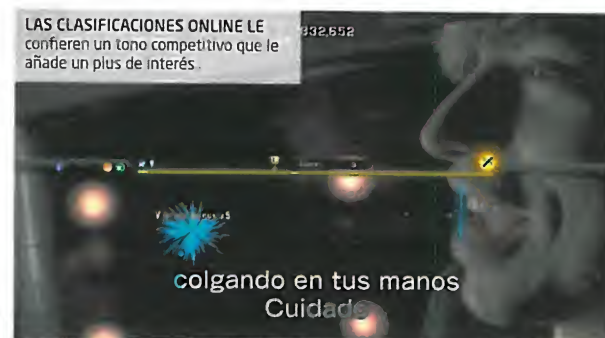 LAS CLASIFICACIONES ONLINE LE
confieren un tono competitivo que le
añade un plus de interés.
332,652
colgando en tus manos
Cuidado